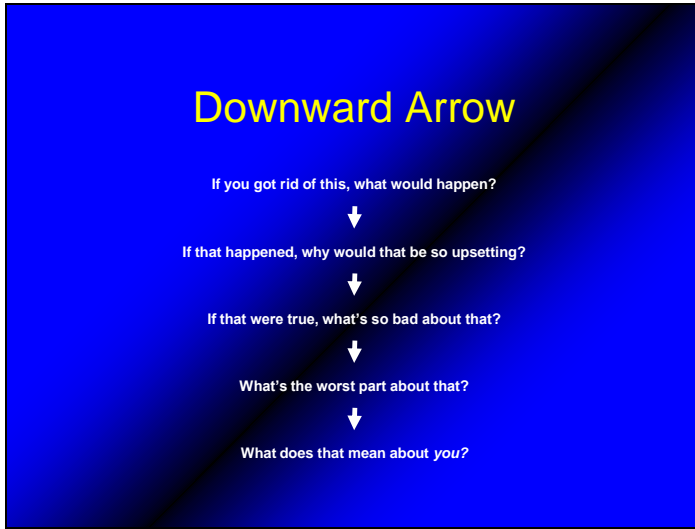 Downward Arrow
If you got rid of this, what would happen?
If that happened, why would that be so upsetting?
If that were true, what's so bad about that?
What's the worst part about that?
What does that mean about you?